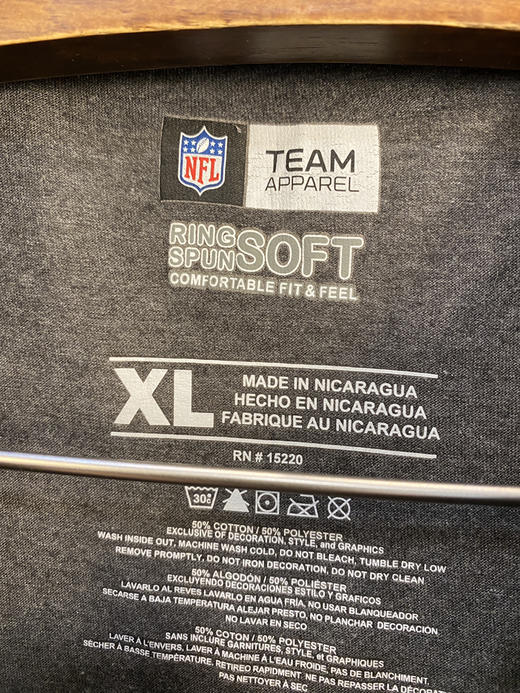 NFL
TEAM
APPAREL
RING
SPUN
SOFT
COMFORTABLE FIT & FEEL
XL
MADE IN NICARAGUA
HECHO EN NICARAGUA
FABRIQUE AU NICARAGUA
RN # 15220
30°
50% COTTON / 50% POLYESTER
EXCLUSIVE OF DECORATION, STYLE, and GRAPHICS
WASH INSIDE OUT, MACHINE WASH COLD, DO NOT BLEACH, TUMBLE DRY LOW
REMOVE PROMPTLY, DO NOT IRON DECORATION, DO NOT DRY CLEAN
50% ALGODÓN / 50% POLIÉSTER
EXCLUYENDO DECORACIONES ESTILO Y GRAFICOS
LAVARLO AL REVES LAVARLO EN AGUA FRÍA, NO USAR BLANQUEADOR
SECARSE A BAJA TEMPERATURA ALEJAR PRESTO, NO PLANCHAR DECORACIÓN
NO LAVAR EN SECO
50% COTON / 50% POLYESTER
SANS INCLURE GARNITURES, STYLE, et GRAPHIQUES
LAVER À L'ENVERS, LAVER À MACHINE À L'EAU FROIDE, PAS DE BLANCHIMENT.
SÉCHER À BASSE TEMPÉRATURE. RETIREO RAPIDEMENT. NE PAS REPASSER LA DÉCOR
PAS NETTOYER À SEC